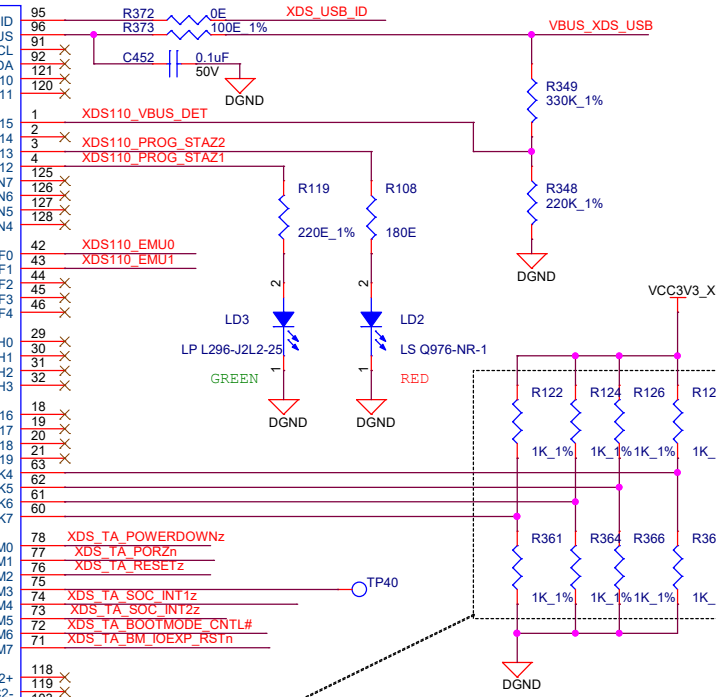 ID 95 R372 0E XDS_USB_ID
US 96 R373 100E_1% VBUS_XDS_USB
CL 91
DA 92 C452 0.1uF
50V
10 121
11 120
DGND
R349
330K_1%
15 1 XDS110_VBUS_DET
14 2
13 3 XDS110_PROG_STAZ2
12 4 XDS110_PROG_STAZ1
N7 125
N6 126
N5 127
N4 128
R119 R108
220E_1% 180E
R348
220K_1%
DGND
F0 42 XDS110_EMU0
F1 43 XDS110_EMU1
F2 44
F3 45
F4 46
2 2
LD3 LD2
LP L296-J2L2-25 LS Q976-NR-1
1 1
GREEN RED
DGND DGND
VCC3V3_X
H0 29
H1 30
H2 31
H3 32
16 18
17 19
18 20
19 21
R122 R124 R126 R12
1K_1% 1K_1% 1K_1% 1K_
K4 63
K5 62
K6 61
K7 60
M0 78 XDS_TA_POWERDOWNz
M1 77 XDS_TA_PORZn
M2 76 XDS_TA_RESETz
M3 75 TP40
M4 74 XDS_TA_SOC_INT1z
M5 73 XDS_TA_SOC_INT2z
M6 72 XDS_TA_BOOTMODE_CNTL#
M7 71 XDS_TA_BM_IOEXP_RSTn
R361 R364 R366 R36
1K_1% 1K_1% 1K_1% 1K_
DGND
2+ 118
2- 119